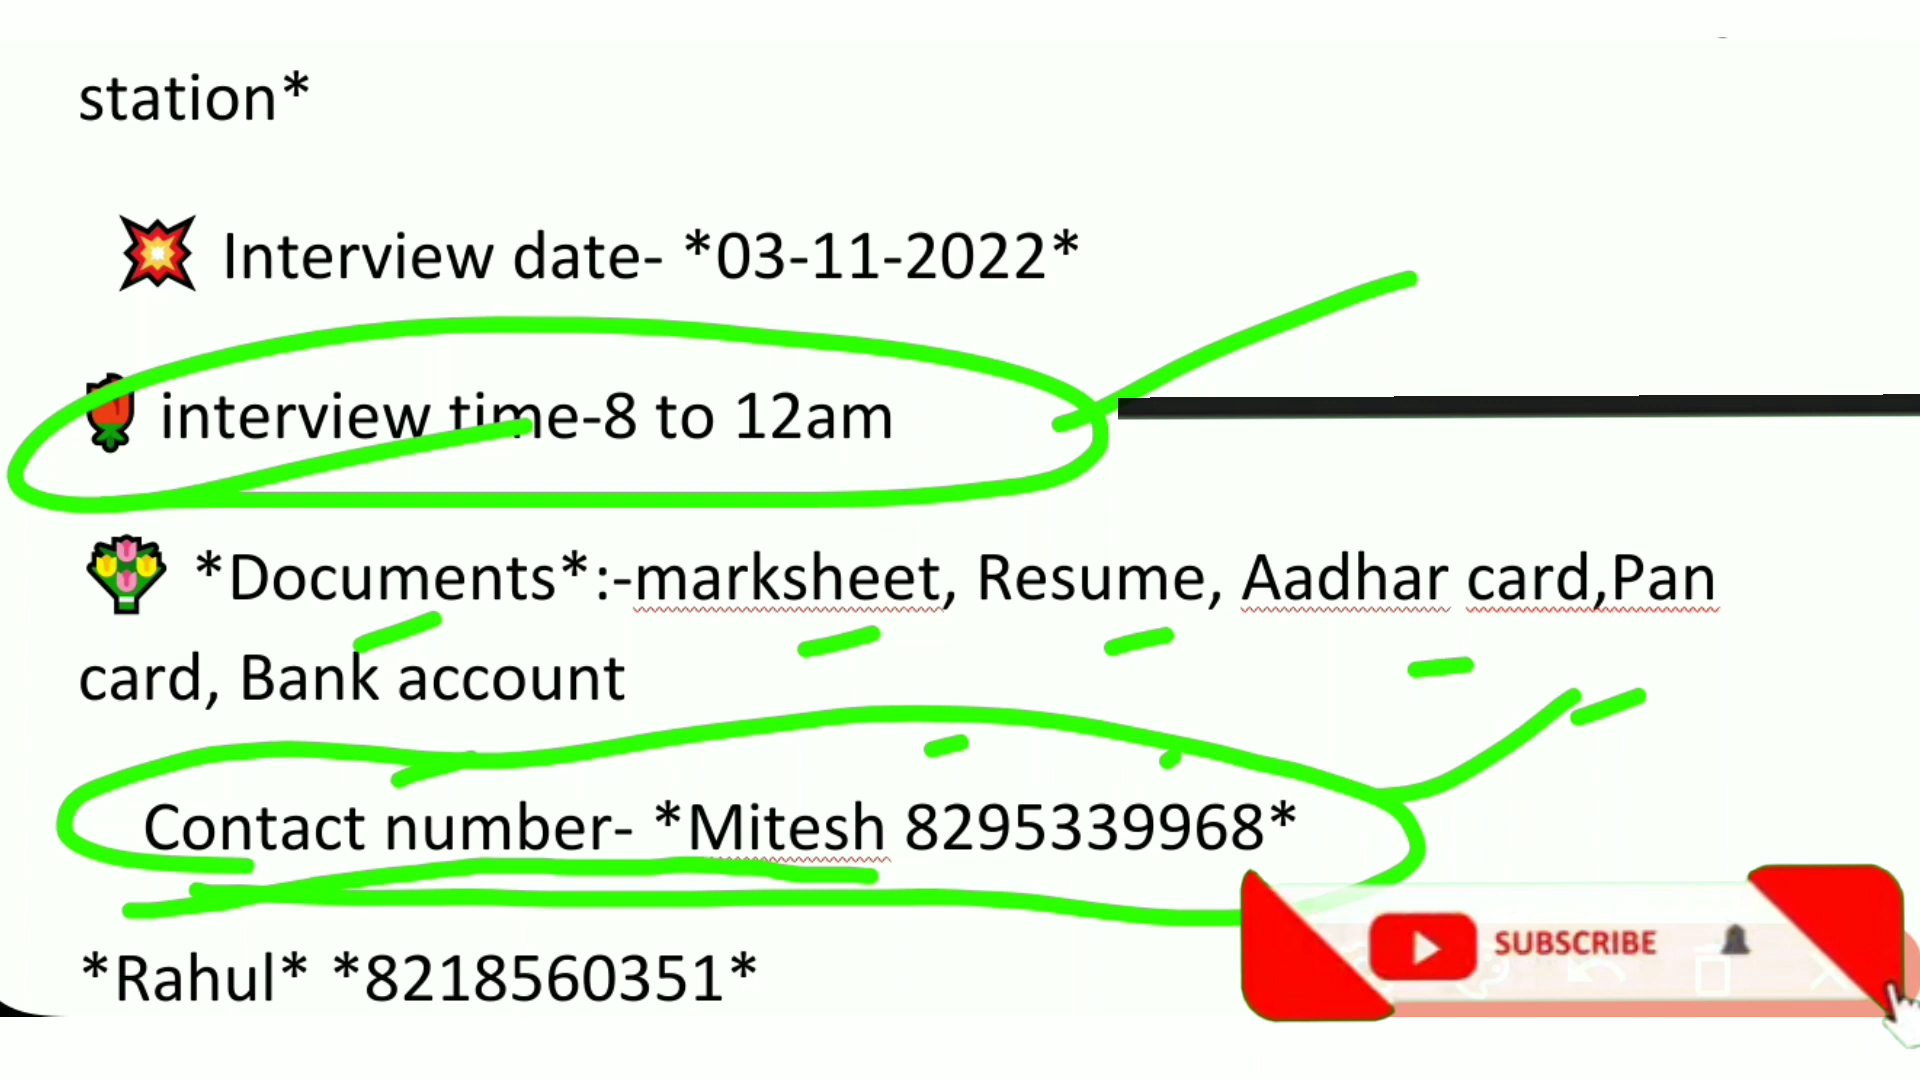 station*
Interview date- *03-11-2022*
interview time-8 to 12am
*Documents*:-marksheet, Resume, Aadhar card,Pan
card, Bank account
Contact number- *Mitesh 8295339968*
*Rahul* *8218560351*
SUBSCRIBE